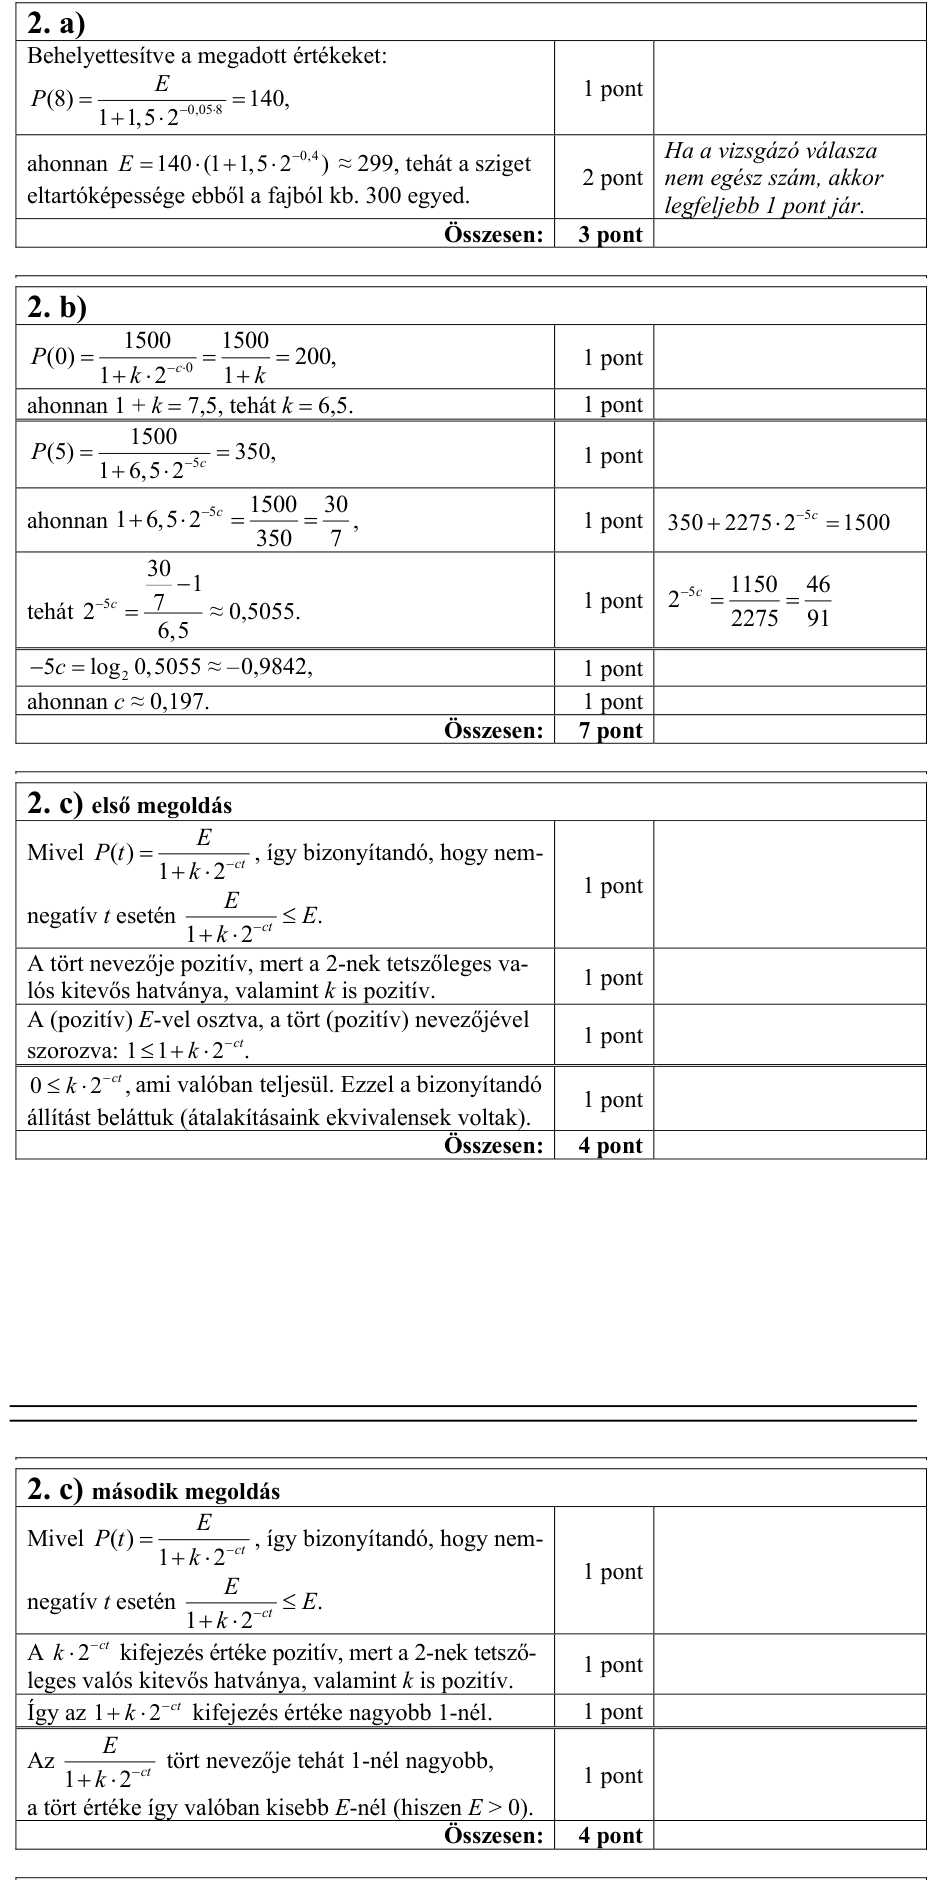 2. a)
Behelyettesítve a megadott értékeket:
P(8) = E / (1+1,5·2^(−0,05·8)) = 140,
1 pont
ahonnan E = 140·(1+1,5·2^(−0,4)) ≈ 299, tehát a sziget
eltartóképessége ebből a fajból kb. 300 egyed.
2 pont
Ha a vizsgázó válasza
nem egész szám, akkor
legfeljebb 1 pont jár.
Összesen: 3 pont
2. b)
P(0) = 1500 / (1+k·2^(−c·0)) = 1500 / (1+k) = 200,
1 pont
ahonnan 1 + k = 7,5, tehát k = 6,5.
1 pont
P(5) = 1500 / (1+6,5·2^(−5c)) = 350,
1 pont
ahonnan 1+6,5·2^(−5c) = 1500/350 = 30/7,
1 pont
350+2275·2^(−5c) = 1500
tehát 2^(−5c) = (30/7 −1) / 6,5 ≈ 0,5055.
1 pont
2^(−5c) = 1150/2275 = 46/91
−5c = log₂ 0,5055 ≈ −0,9842,
1 pont
ahonnan c ≈ 0,197.
1 pont
Összesen: 7 pont
2. c) első megoldás
Mivel P(t) = E / (1+k·2^(−ct)), így bizonyítandó, hogy nem-
negatív t esetén E / (1+k·2^(−ct)) ≤ E.
1 pont
A tört nevezője pozitív, mert a 2-nek tetszőleges va-
lós kitevős hatványa, valamint k is pozitív.
1 pont
A (pozitív) E-vel osztva, a tört (pozitív) nevezőjével
szorozva: 1 ≤ 1+k·2^(−ct).
1 pont
0 ≤ k·2^(−ct), ami valóban teljesül. Ezzel a bizonyítandó
állítást beláttuk (átalakításaink ekvivalensek voltak).
1 pont
Összesen: 4 pont
2. c) második megoldás
Mivel P(t) = E / (1+k·2^(−ct)), így bizonyítandó, hogy nem-
negatív t esetén E / (1+k·2^(−ct)) ≤ E.
1 pont
A k·2^(−ct) kifejezés értéke pozitív, mert a 2-nek tetsző-
leges valós kitevős hatványa, valamint k is pozitív.
1 pont
Így az 1+k·2^(−ct) kifejezés értéke nagyobb 1-nél.
1 pont
Az E / (1+k·2^(−ct)) tört nevezője tehát 1-nél nagyobb,
a tört értéke így valóban kisebb E-nél (hiszen E > 0).
1 pont
Összesen: 4 pont